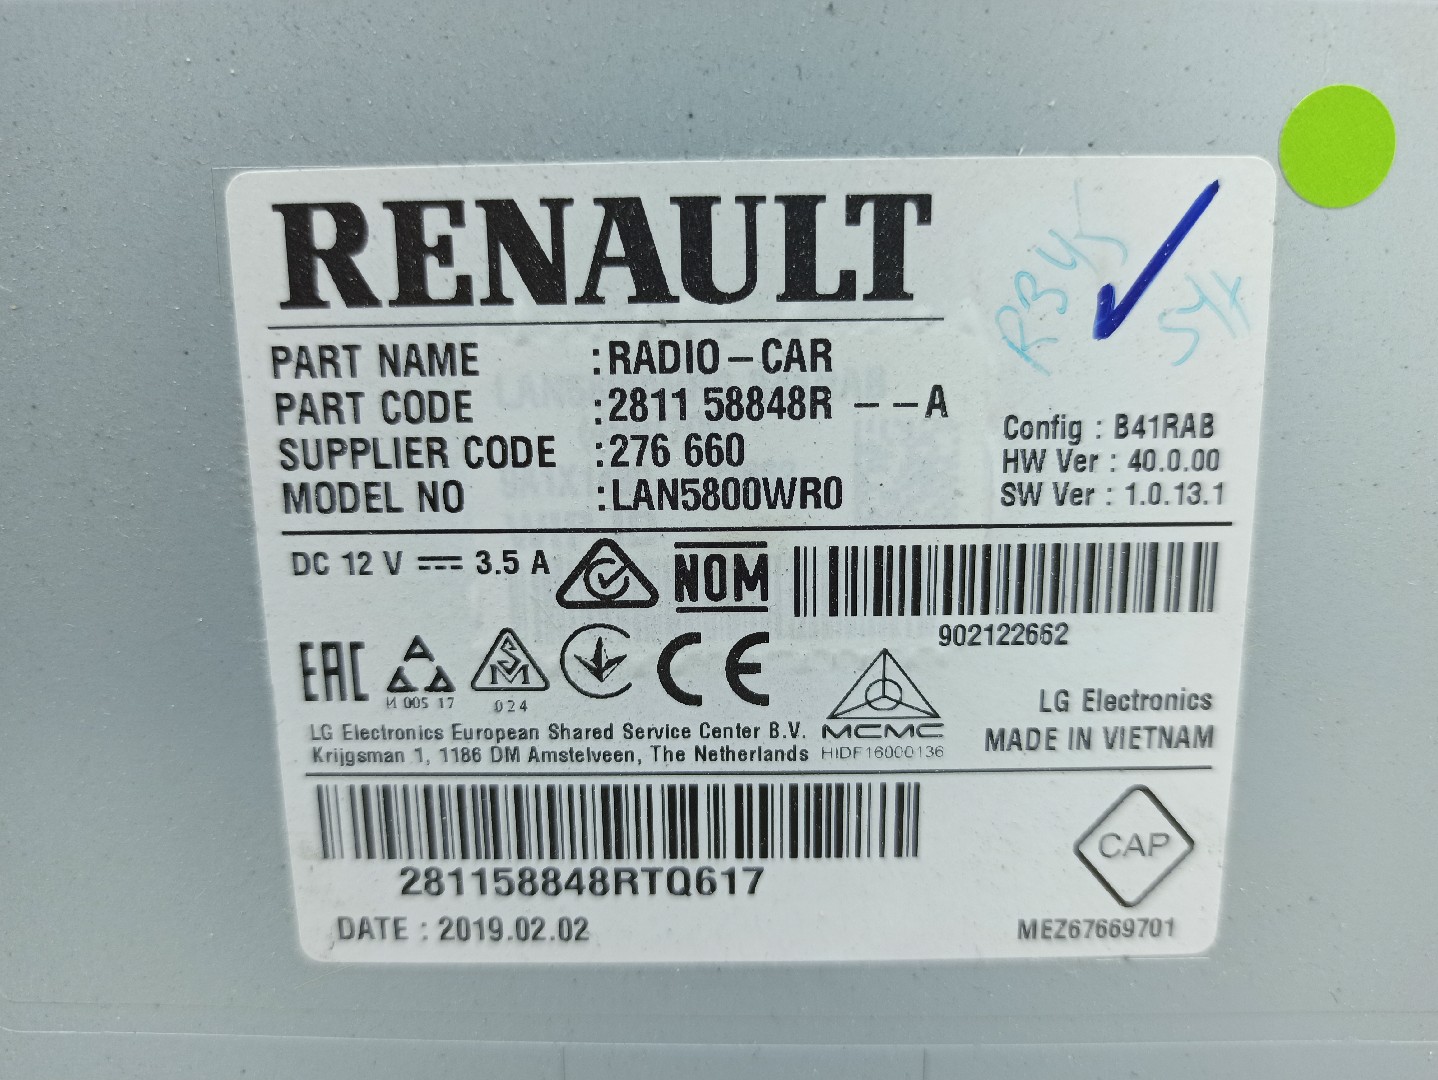 RENAULT
PART NAME :RADIO-CAR
PART CODE :2811 58848R --A
SUPPLIER CODE :276 660
MODEL NO :LAN5800WR0
Config : B41RAB
HW Ver : 40.0.00
SW Ver : 1.0.13.1
DC 12 V 3.5 A
NOM
902122662
EAC
И 005 17
SM
024
CE
LG Electronics European Shared Service Center B.V.
Krijgsman 1, 1186 DM Amstelveen, The Netherlands
MCMC
HIDF16000136
LG Electronics
MADE IN VIETNAM
281158848RTQ617
DATE : 2019.02.02
CAP
MEZ67669701